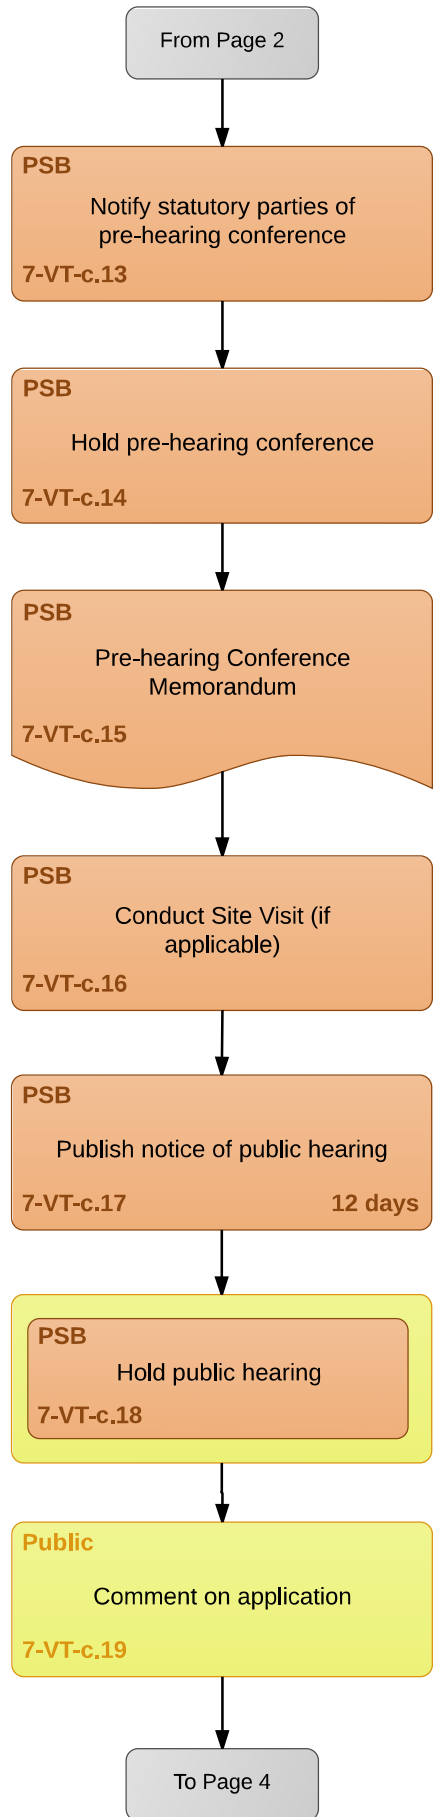 From Page 2
PSB
Notify statutory parties of
pre-hearing conference
7-VT-c.13
PSB
Hold pre-hearing conference
7-VT-c.14
PSB
Pre-hearing Conference
Memorandum
7-VT-c.15
PSB
Conduct Site Visit (if
applicable)
7-VT-c.16
PSB
Publish notice of public hearing
7-VT-c.17 12 days
PSB
Hold public hearing
7-VT-c.18
Public
Comment on application
7-VT-c.19
To Page 4